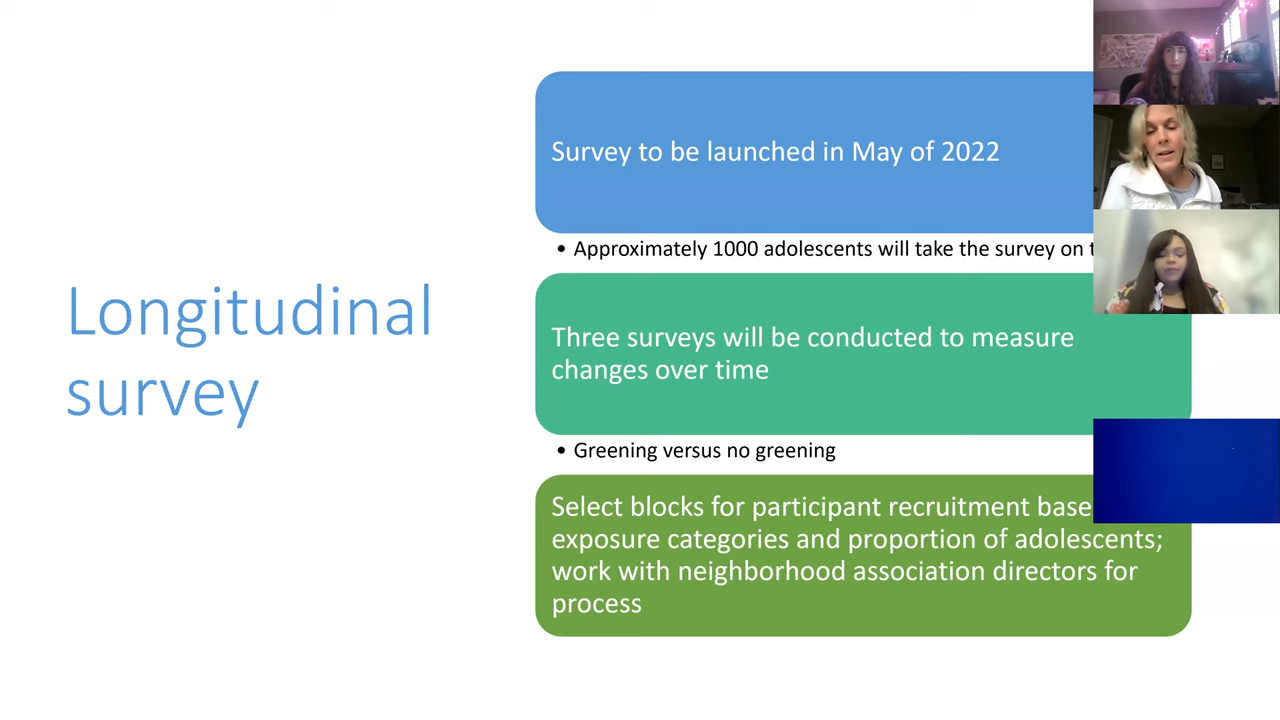 Longitudinal
survey
Survey to be launched in May of 2022
• Approximately 1000 adolescents will take the survey on
Three surveys will be conducted to measure
changes over time
• Greening versus no greening
Select blocks for participant recruitment
exposure categories and proportion of adolescents;
work with neighborhood association directors for
process